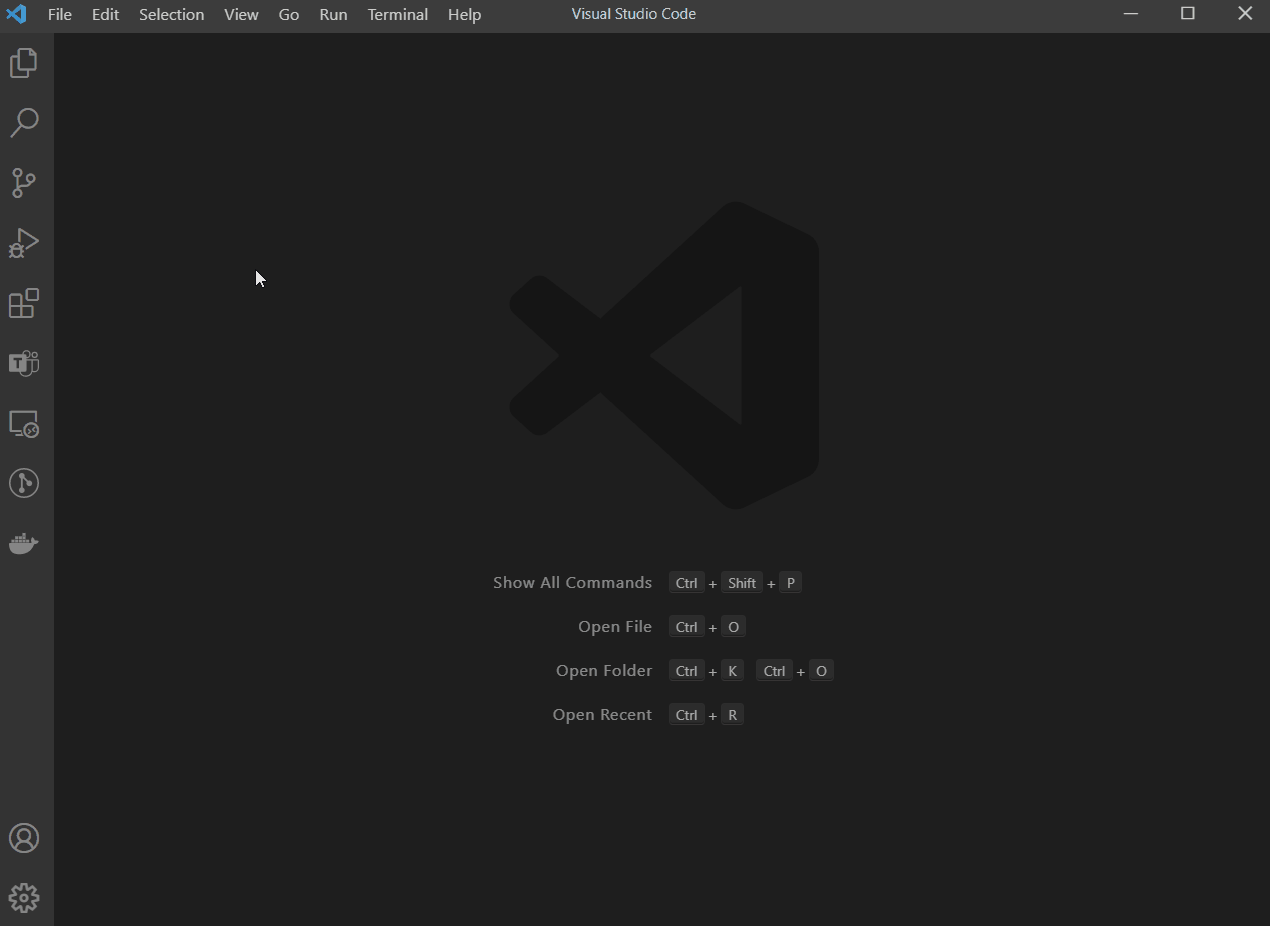 File Edit Selection View Go Run Terminal Help Visual Studio Code
T
Show All Commands Ctrl + Shift + P
Open File Ctrl + O
Open Folder Ctrl + K Ctrl + O
Open Recent Ctrl + R